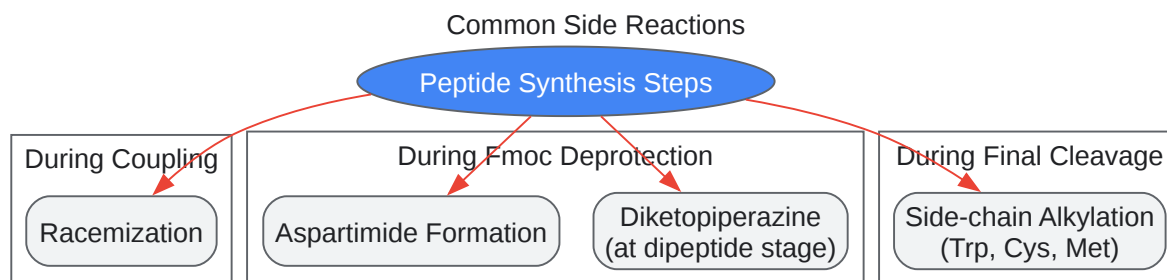 Common Side Reactions
Peptide Synthesis Steps
During Coupling
During Fmoc Deprotection
During Final Cleavage
Racemization
Aspartimide Formation
Diketopiperazine
(at dipeptide stage)
Side-chain Alkylation
(Trp, Cys, Met)